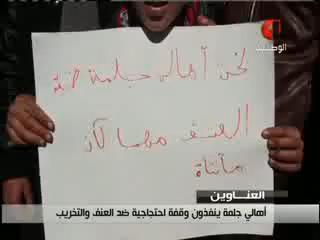 الوطنية
نحن أهالي جلمة ضد
العنف مهما كان
مأتاه
العناوين
أهالي جلمة ينفذون وقفة احتجاجية ضد العنف والتخريب